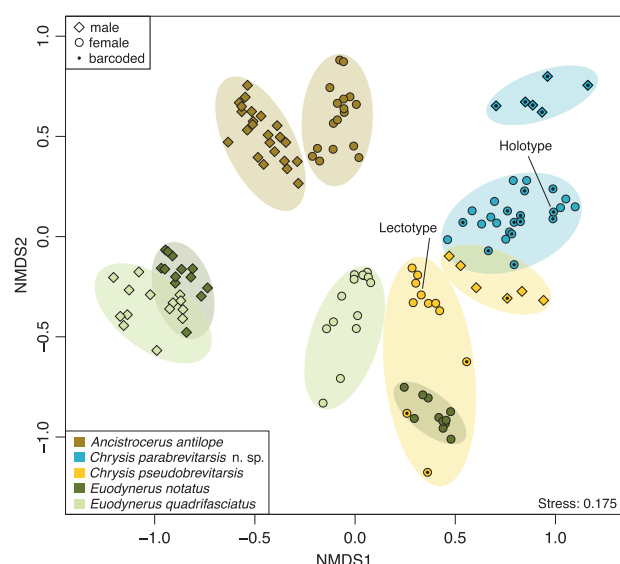 male
female
barcoded
1.0
0.5
0.0
−0.5
−1.0
NMDS2
Holotype
Lectotype
Ancistrocerus antilope
Chrysis parabrevitarsis n. sp.
Chrysis pseudobrevitarsis
Euodynerus notatus
Euodynerus quadrifasciatus
Stress: 0.175
−1.0 −0.5 0.0 0.5 1.0
NMDS1